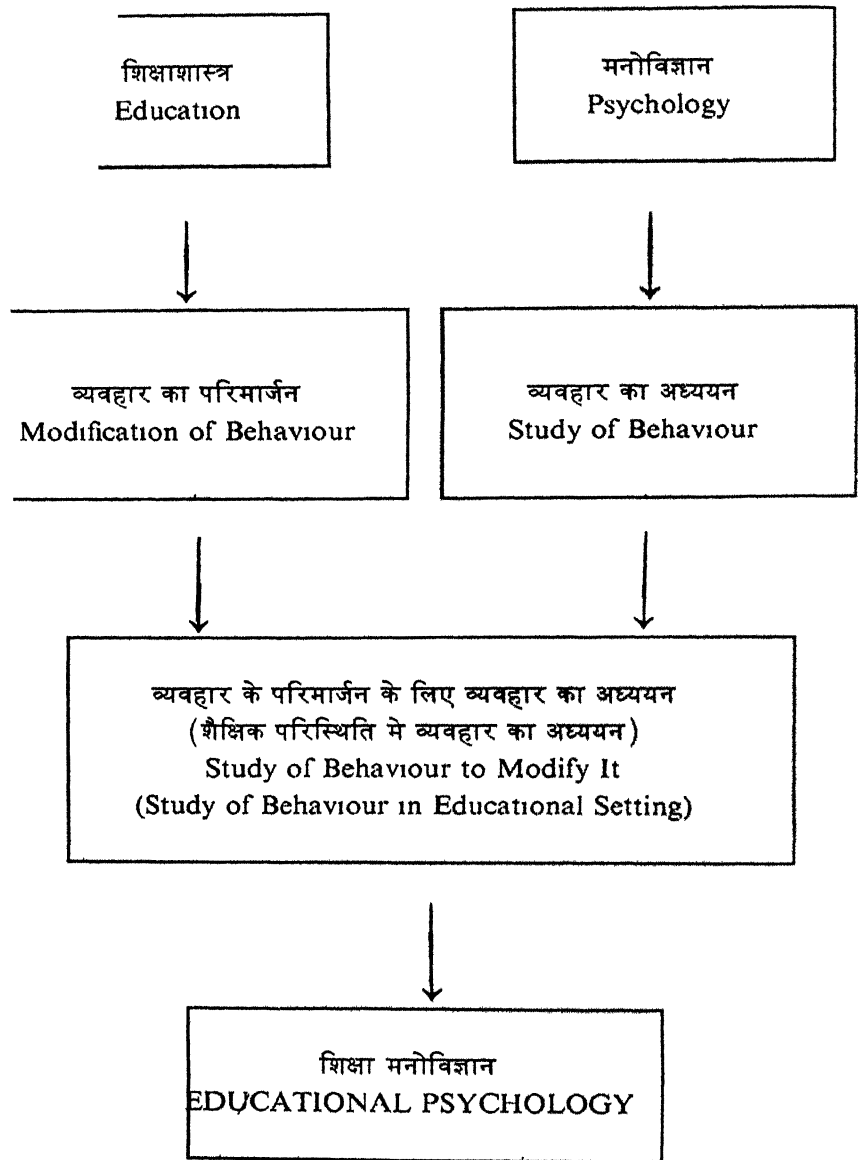 शिक्षाशास्त्र
Education
मनोविज्ञान
Psychology
व्यवहार का परिमार्जन
Modification of Behaviour
व्यवहार का अध्ययन
Study of Behaviour
व्यवहार के परिमार्जन के लिए व्यवहार का अध्ययन
(शैक्षिक परिस्थिति मे व्यवहार का अध्ययन)
Study of Behaviour to Modify It
(Study of Behaviour in Educational Setting)
शिक्षा मनोविज्ञान
EDUCATIONAL PSYCHOLOGY